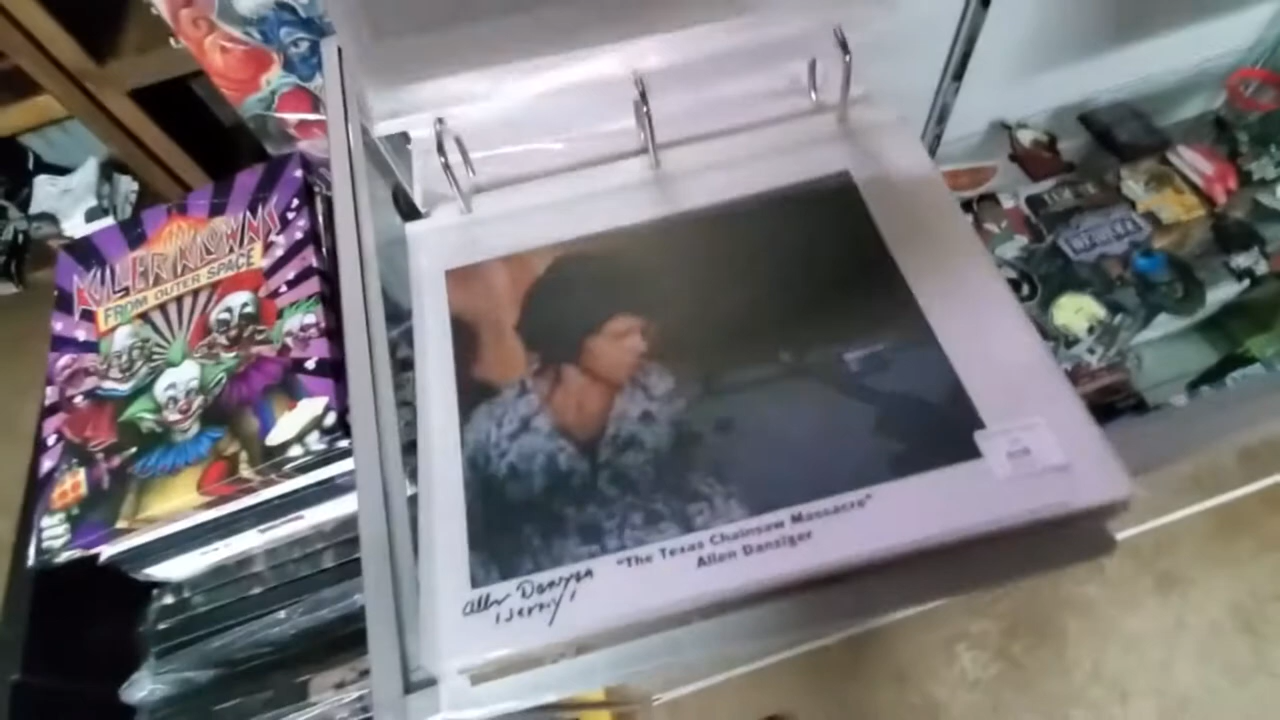 KILLER KLOWNS
FROM OUTER SPACE
"The Texas Chainsaw Massacre"
Allen Danziger
Allen Danziger
"Jerry"